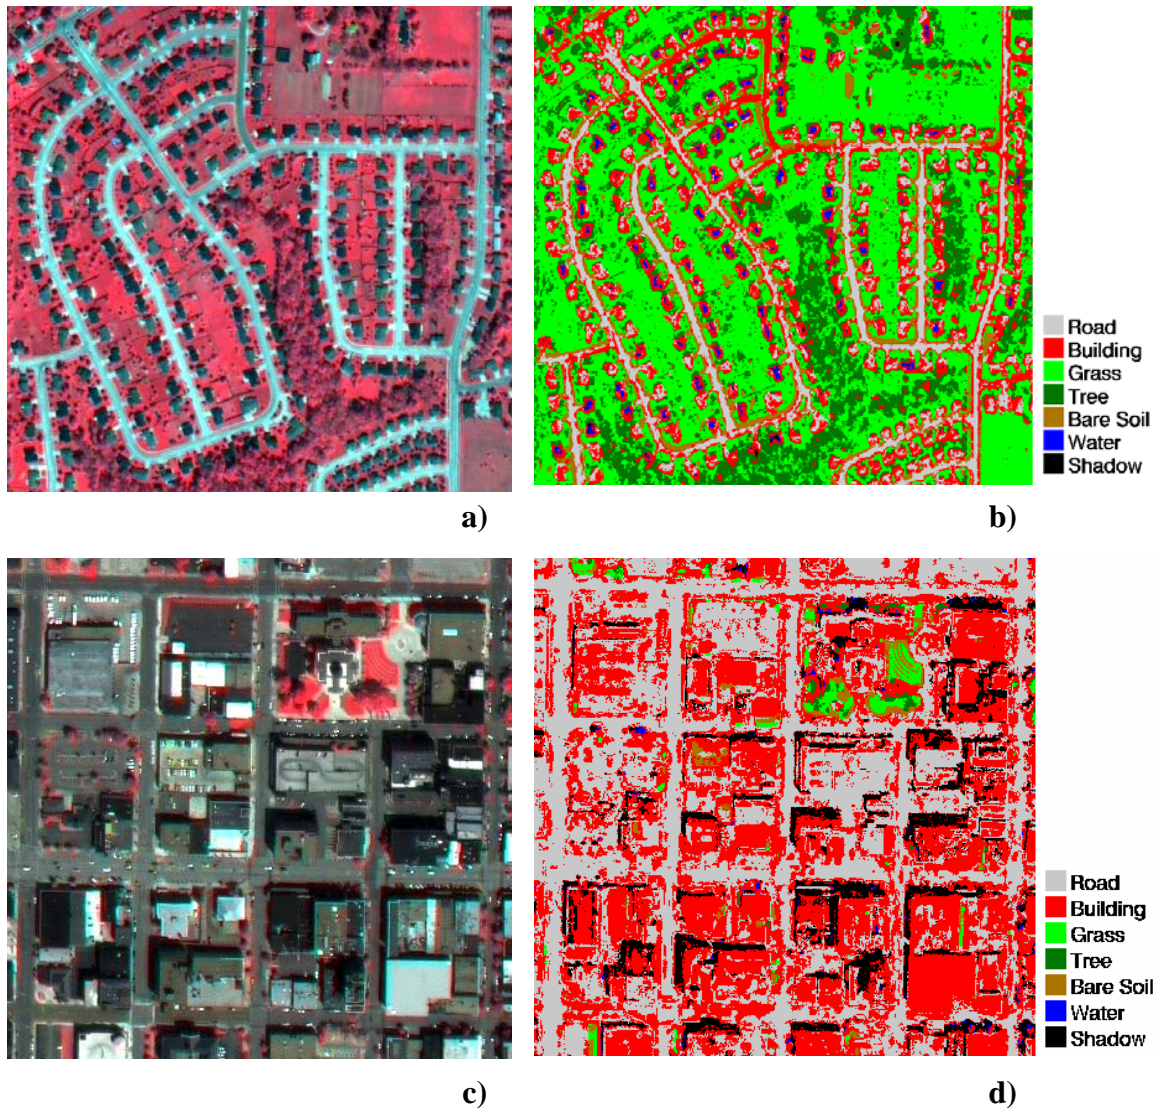 Road
Building
Grass
Tree
Bare Soil
Water
Shadow
a)
b)
Road
Building
Grass
Tree
Bare Soil
Water
Shadow
c)
d)